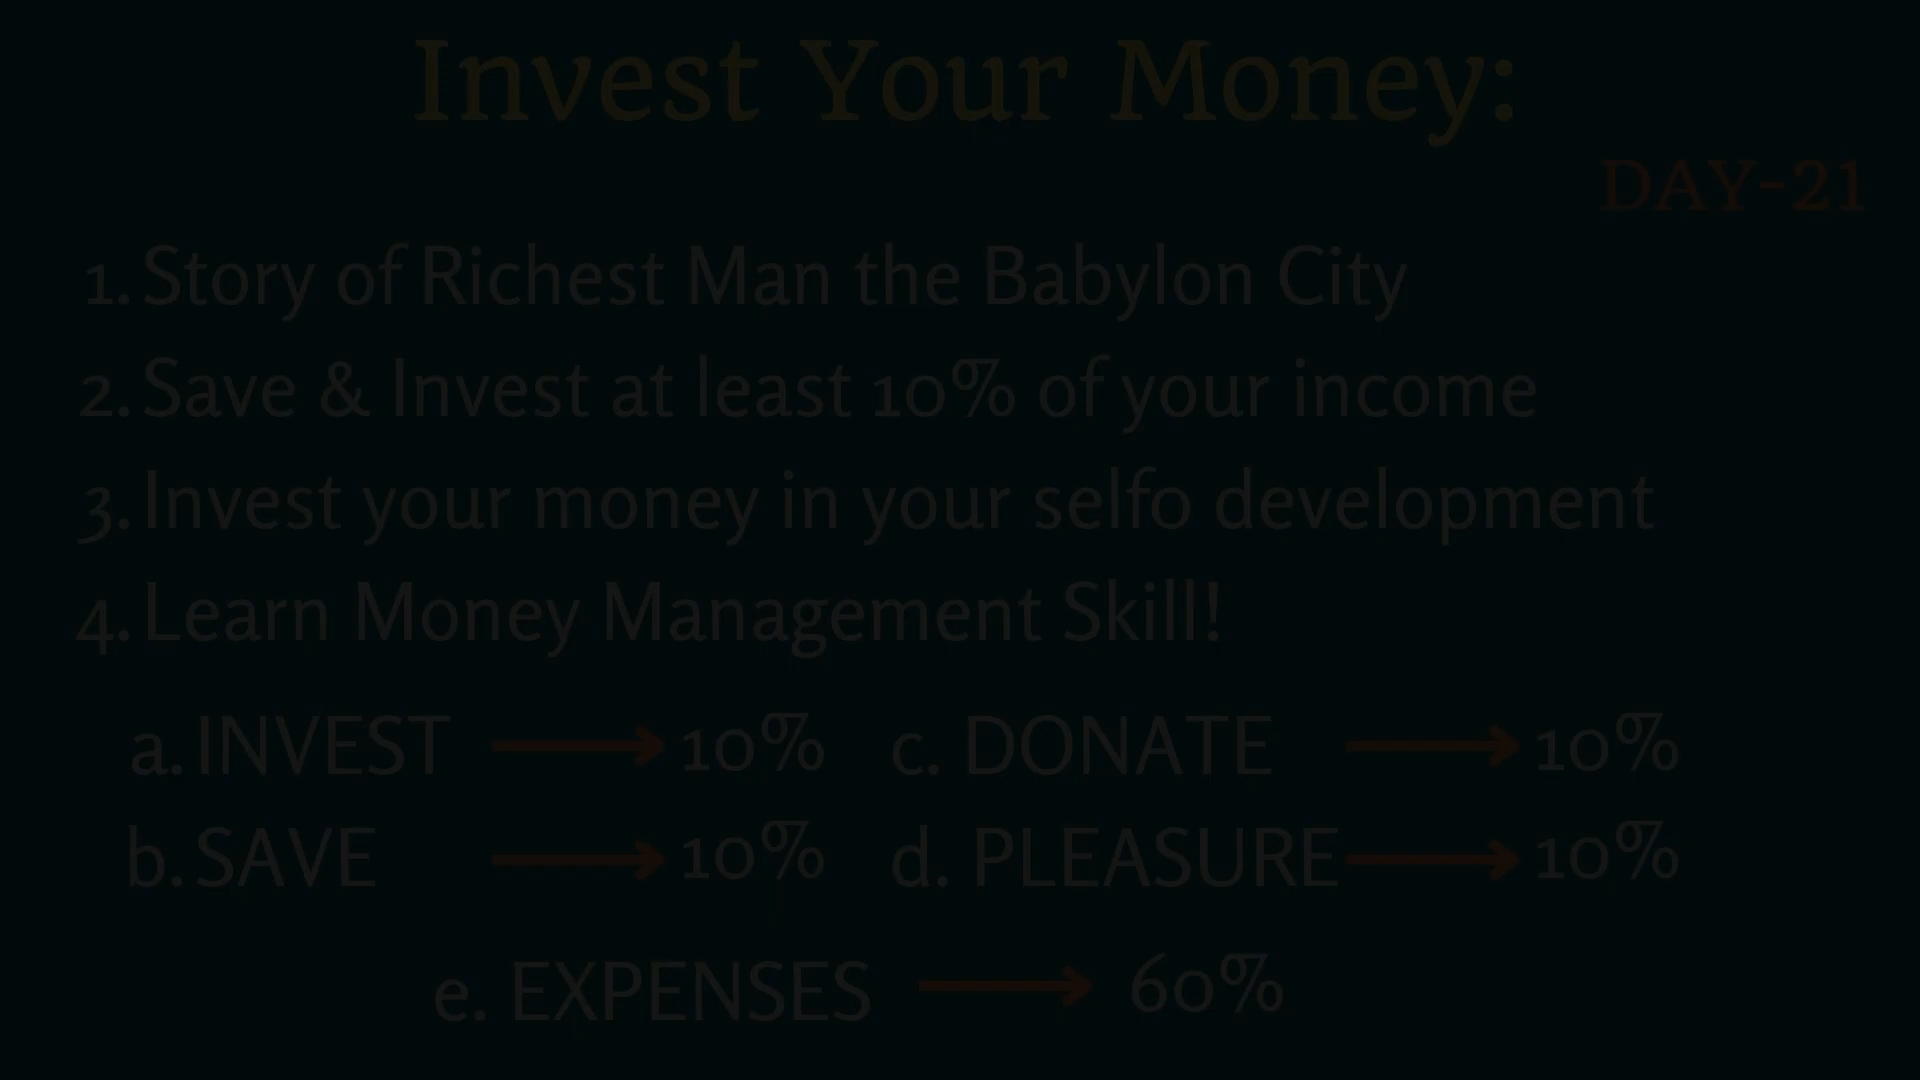 Invest Your Money:
DAY-21
1. Story of Richest Man the Babylon City
2. Save & Invest at least 10% of your income
3. Invest your money in your selfo development
4. Learn Money Management Skill!
a. INVEST → 10% c. DONATE → 10%
b. SAVE → 10% d. PLEASURE → 10%
e. EXPENSES → 60%